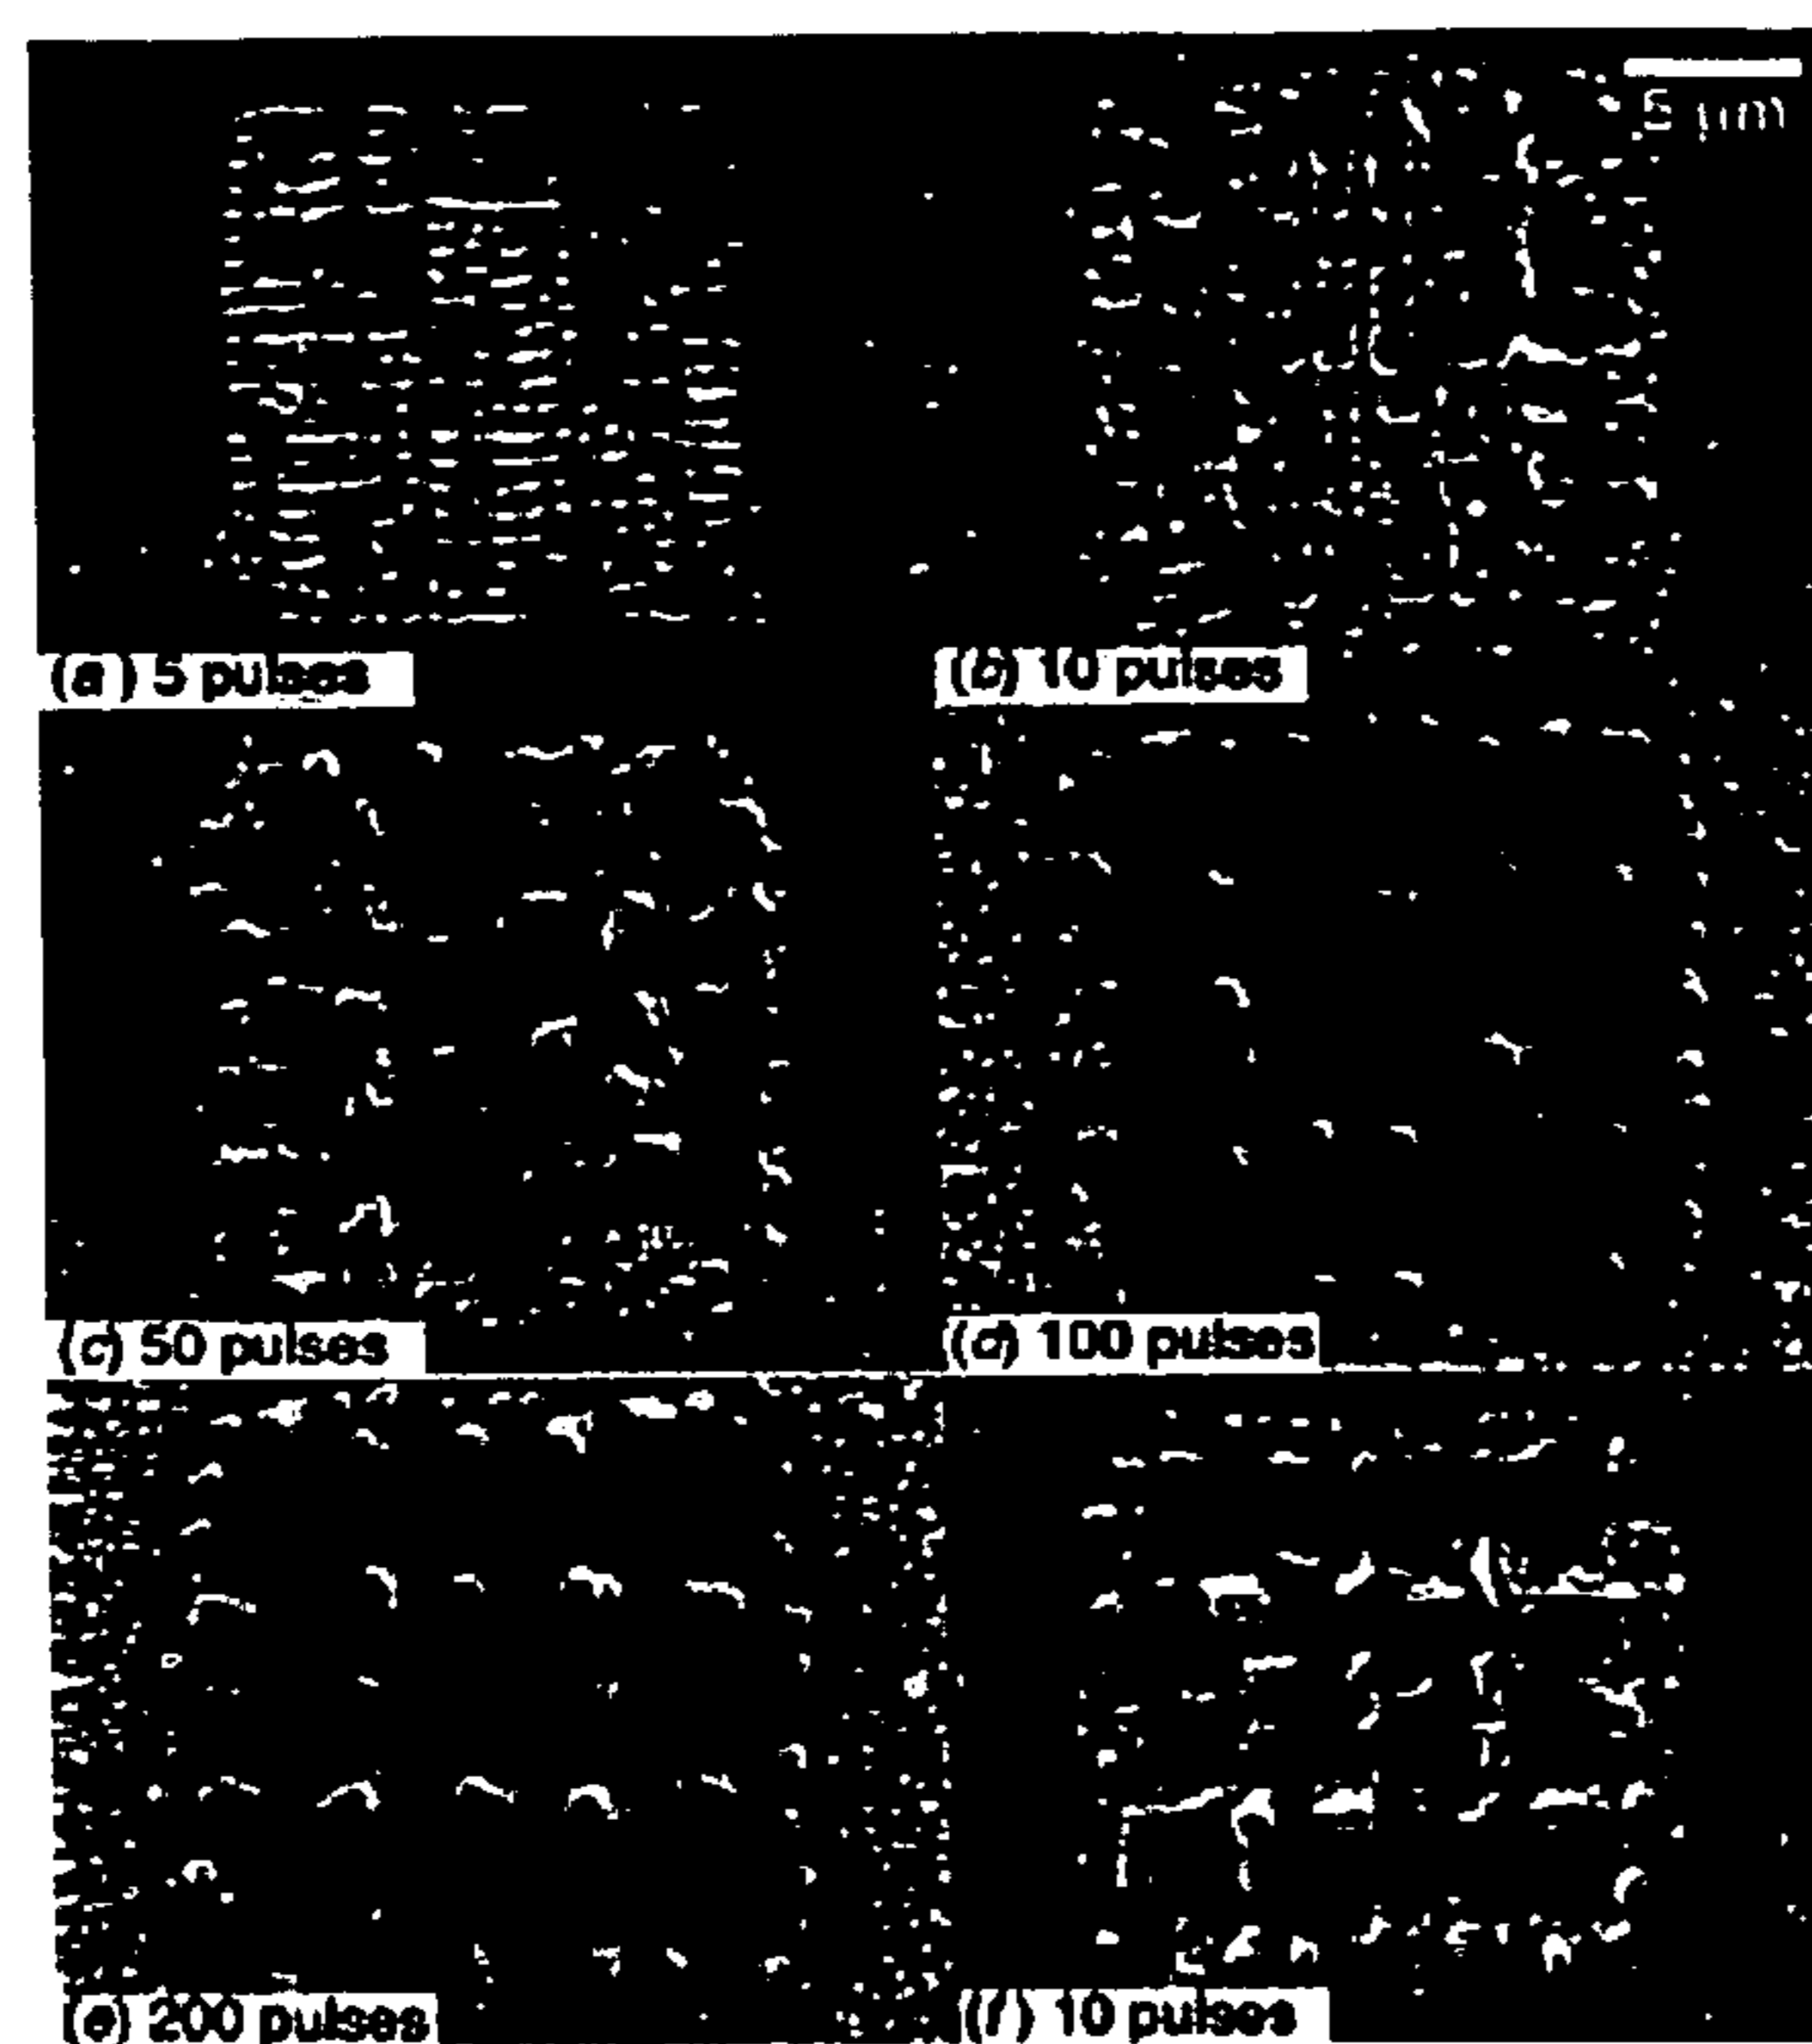 5 μm
(a) 5 pulses
(b) 10 pulses
(c) 50 pulses
(d) 100 pulses
(e) 200 pulses
(f) 10 pulses